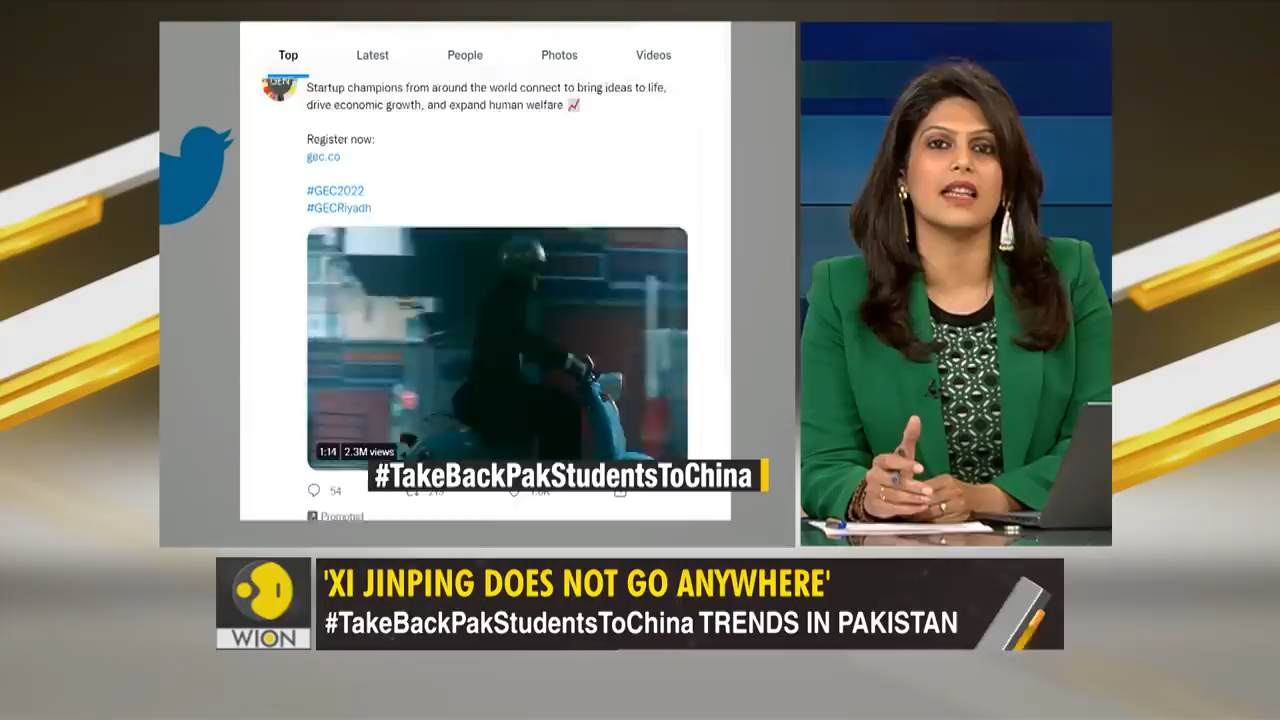 Top
Latest
People
Photos
Videos
GEN
Startup champions from around the world connect to bring ideas to life,
drive economic growth, and expand human welfare
Register now:
gec.co
#GEC2022
#GECRiyadh
1:14
2.3M views
#TakeBackPakStudentsToChina
54
Promoted
'XI JINPING DOES NOT GO ANYWHERE'
#TakeBackPakStudentsToChina TRENDS IN PAKISTAN
WION